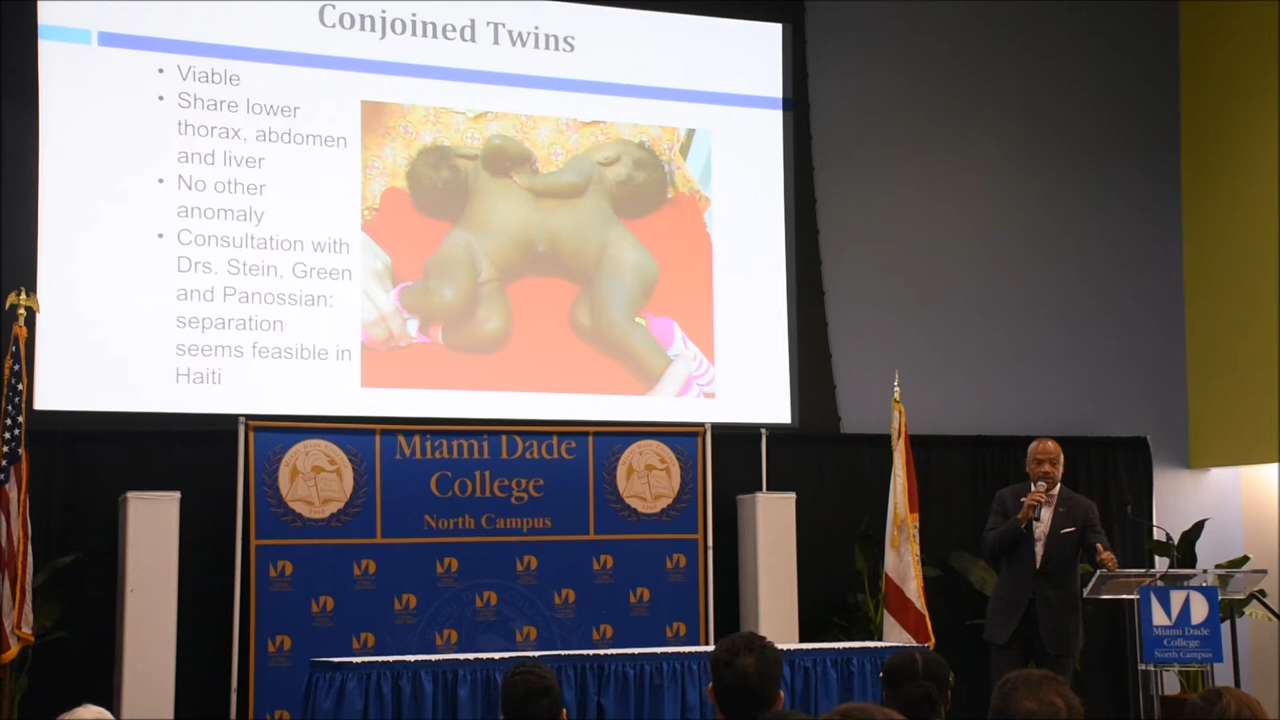 Conjoined Twins
• Viable
• Share lower
thorax, abdomen
and liver
• No other
anomaly
• Consultation with
Drs. Stein, Green
and Panossian:
separation
seems feasible in
Haiti
Miami Dade
College
North Campus
Miami Dade
College
North Campus